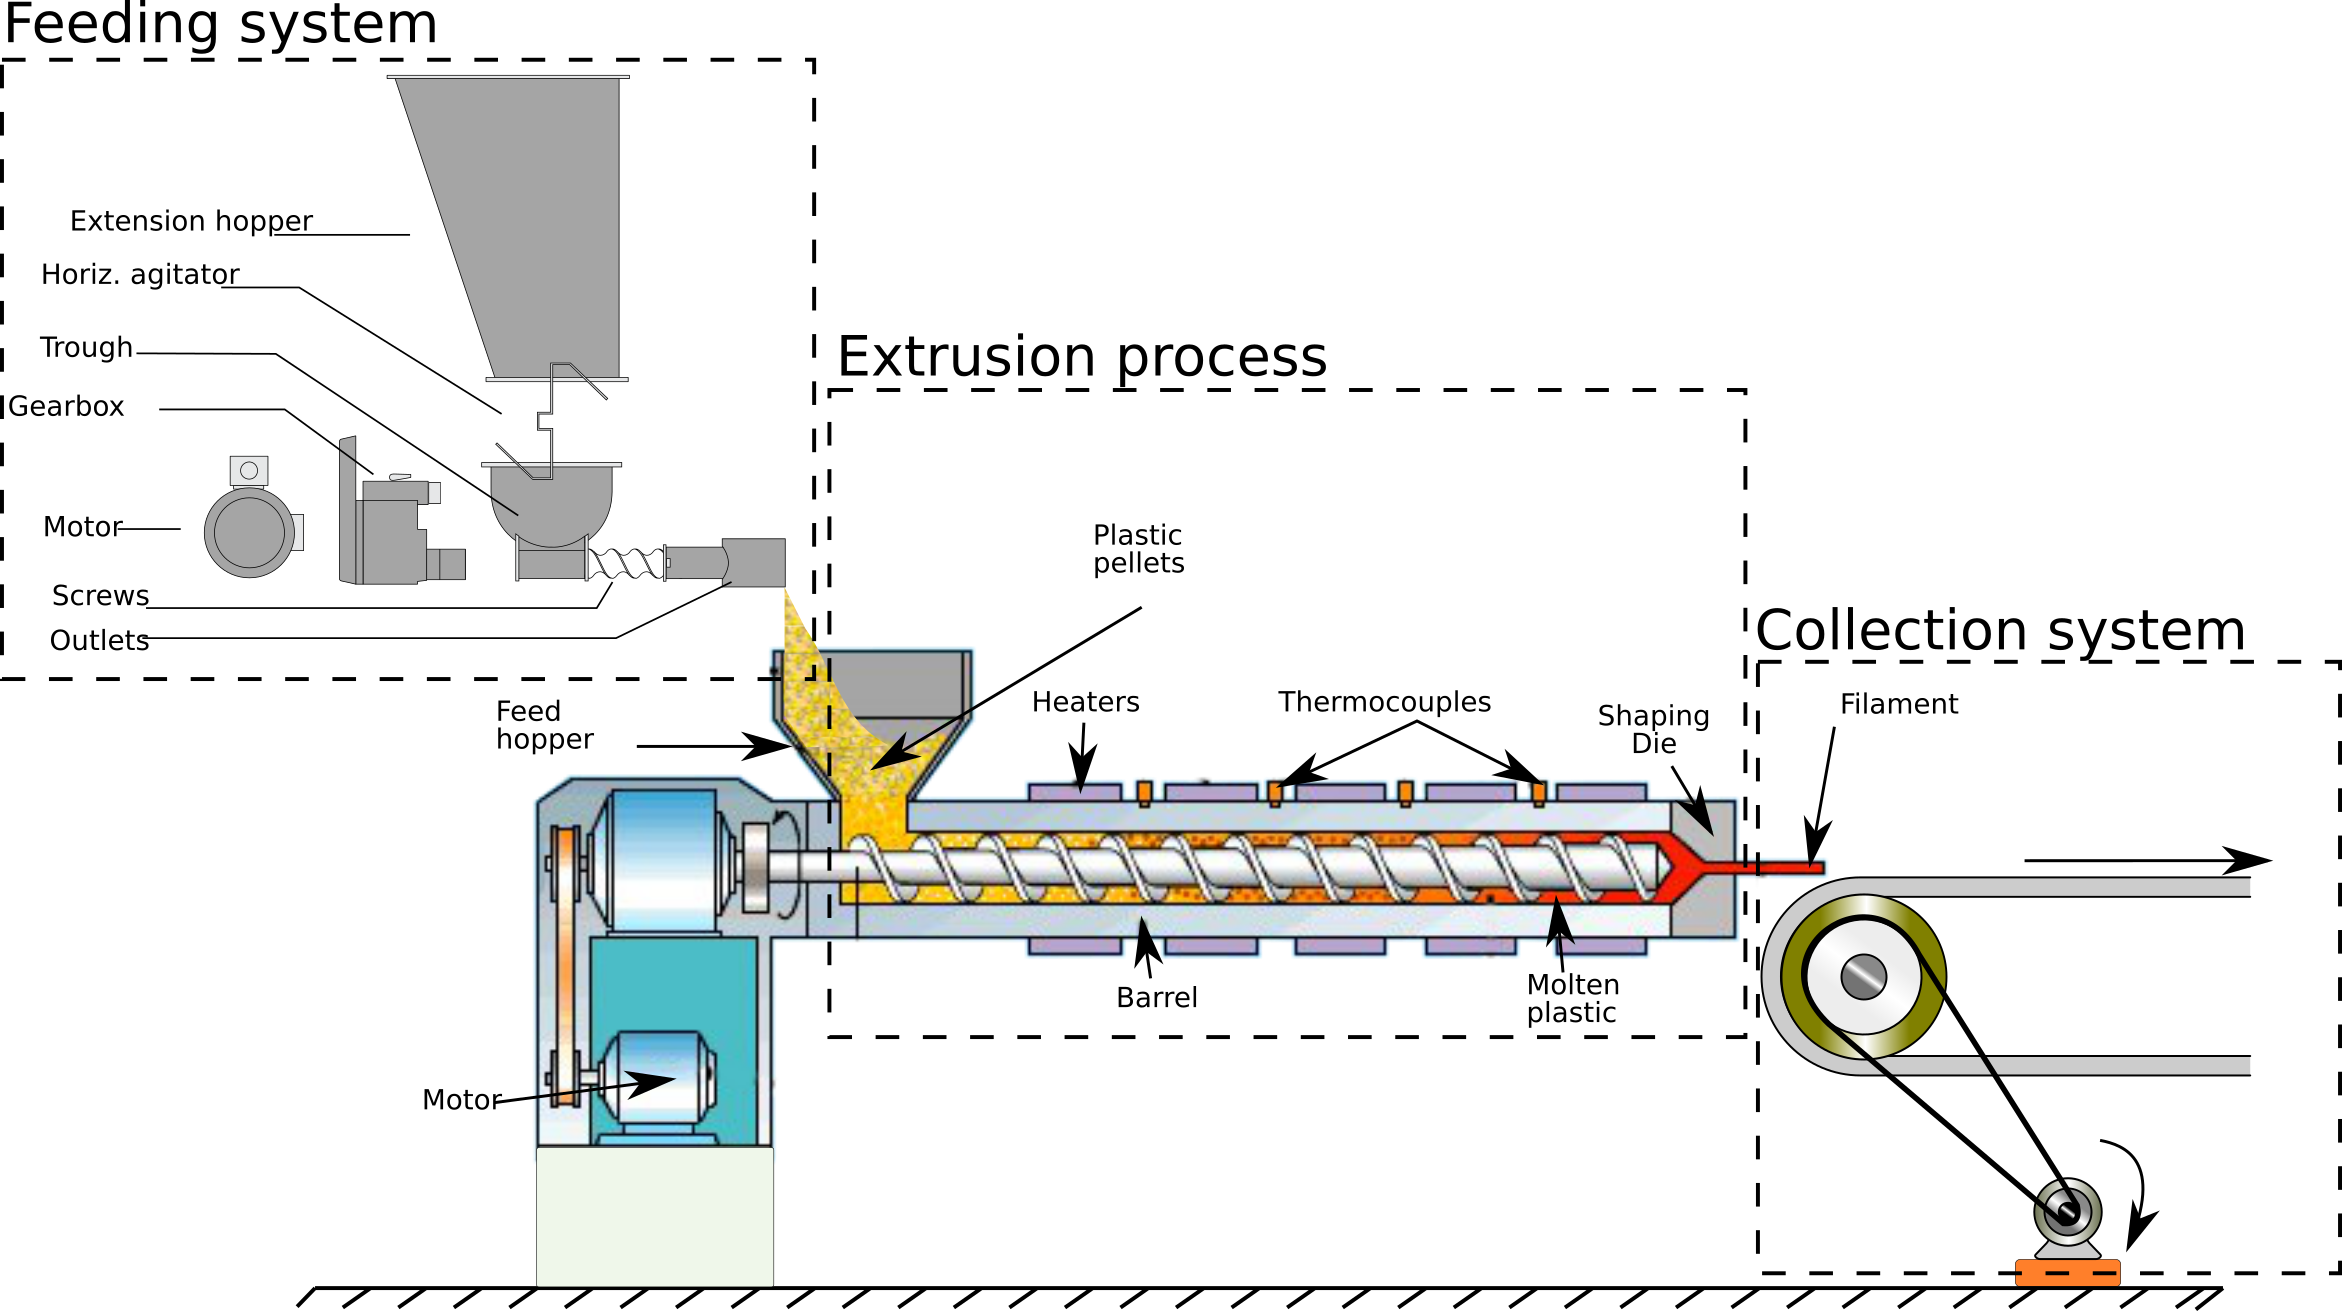 Feeding system
Extension hopper
Horiz. agitator
Trough
Gearbox
Motor
Screws
Outlets
Extrusion process
Plastic
pellets
Feed
hopper
Heaters
Thermocouples
Shaping
Die
Barrel
Molten
plastic
Motor
Collection system
Filament